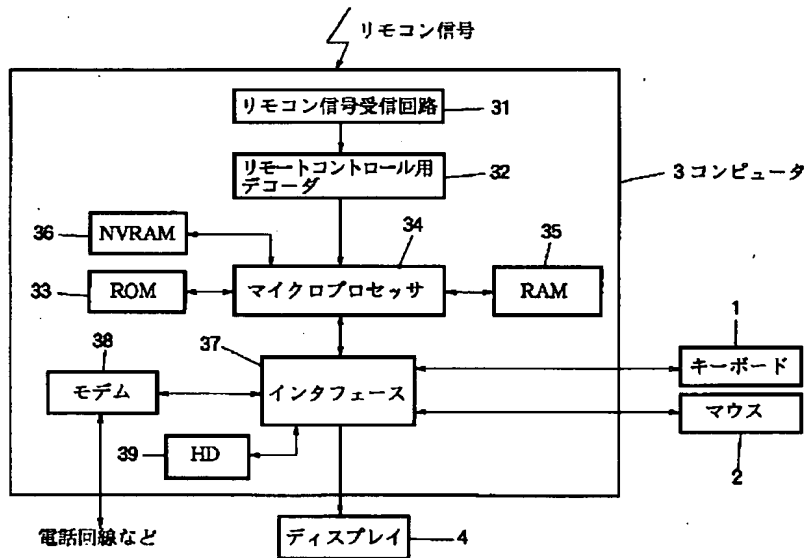 リモコン信号
リモコン信号受信回路
31
リモートコントロール用
デコーダ
32
3 コンピュータ
36
NVRAM
34
35
33
ROM
マイクロプロセッサ
RAM
38
37
1
モデム
インタフェース
キーボード
マウス
39
HD
2
電話回線など
ディスプレイ
4